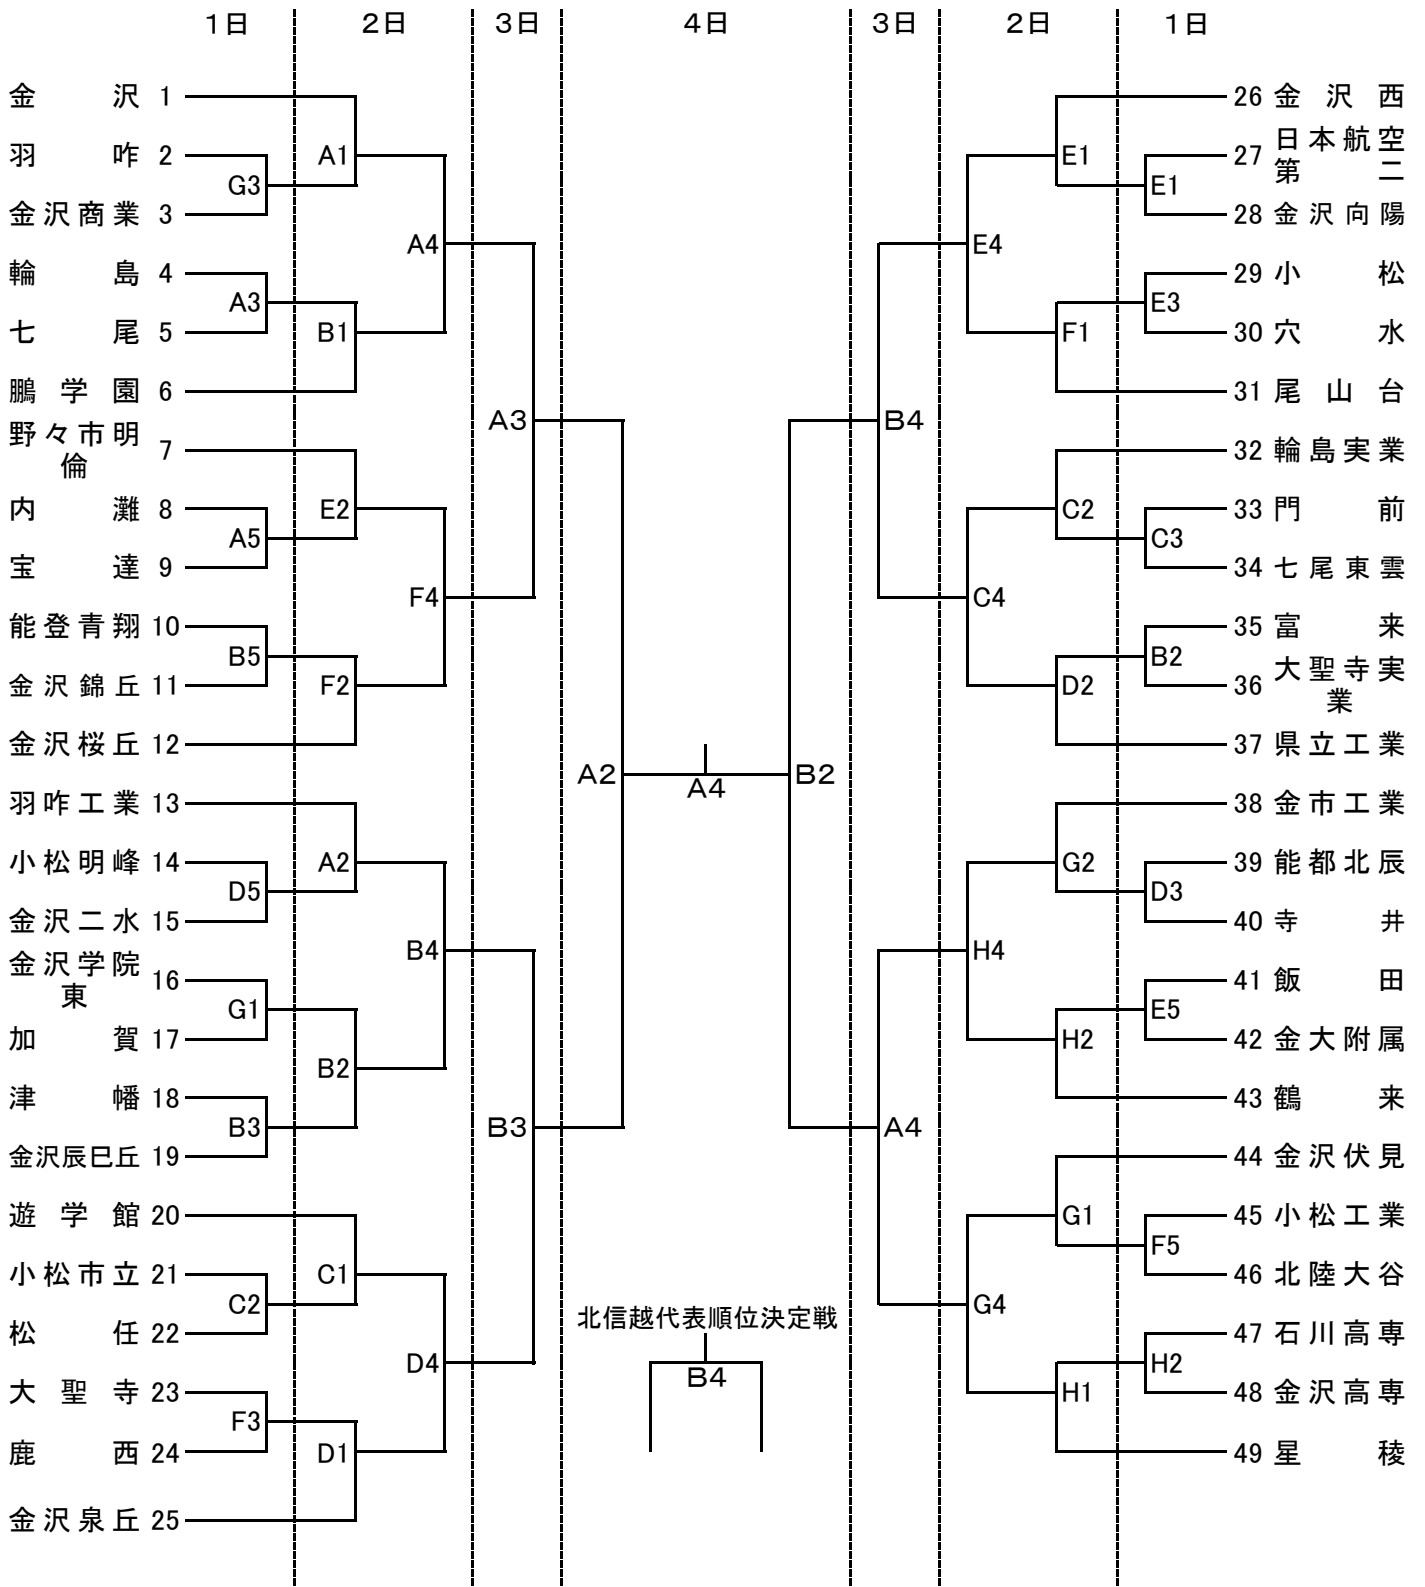 1日 2日 3日 4日 3日 2日 1日
金沢 1
羽咋 2
金沢商業 3
輪島 4
七尾 5
鵬学園 6
野々市明倫 7
内灘 8
宝達 9
能登青翔 10
金沢錦丘 11
金沢桜丘 12
羽咋工業 13
小松明峰 14
金沢二水 15
金沢学院東 16
加賀 17
津幡 18
金沢辰巳丘 19
遊学館 20
小松市立 21
松任 22
大聖寺 23
鹿西 24
金沢泉丘 25
G3
A3
A5
B5
D5
G1
B3
C2
F3
A1
B1
E2
F2
A2
B2
C1
D1
A4
F4
B4
D4
A3
B3
A2
A4
B2
北信越代表順位決定戦
B4
B4
A4
E4
C4
H4
G4
E1
F1
C2
D2
G2
H2
G1
H1
E1
E3
C3
B2
D3
E5
F5
H2
26 金沢西
27 日本航空第二
28 金沢向陽
29 小松
30 穴水
31 尾山台
32 輪島実業
33 門前
34 七尾東雲
35 富来
36 大聖寺実業
37 県立工業
38 金市工業
39 能都北辰
40 寺井
41 飯田
42 金大附属
43 鶴来
44 金沢伏見
45 小松工業
46 北陸大谷
47 石川高専
48 金沢高専
49 星稜